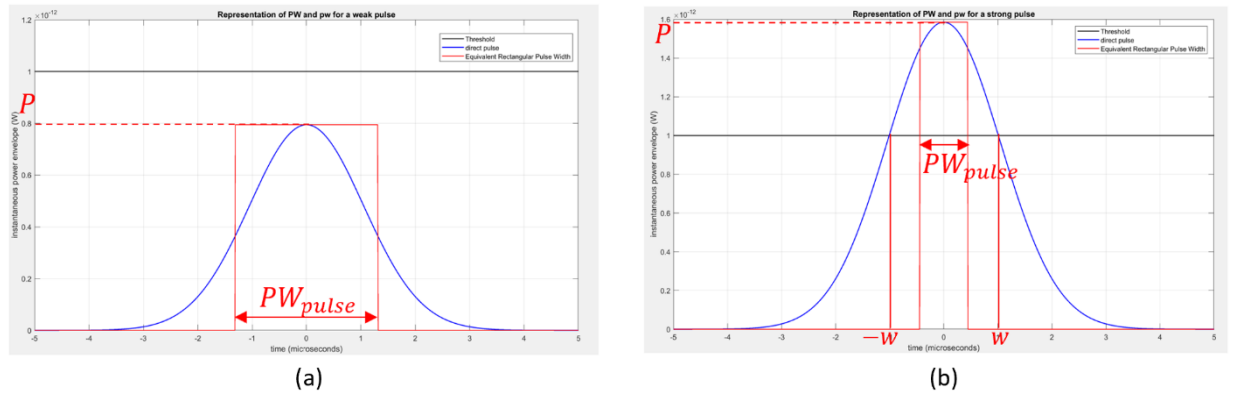 ×10⁻¹²
Representation of PW and pw for a weak pulse
1.2
1
0.8
0.6
0.4
0.2
0
Threshold
direct pulse
Equivalent Rectangular Pulse Width
P
PW_pulse
instantaneous power envelope (W)
-5 -4 -3 -2 -1 0 1 2 3 4 5
time (microseconds)
(a)
×10⁻¹²
Representation of PW and pw for a strong pulse
1.6
1.4
1.2
1
0.8
0.6
0.4
0.2
0
Threshold
direct pulse
Equivalent Rectangular Pulse Width
P
PW_pulse
instantaneous power envelope (W)
-5 -4 -3 -2 -1 0 1 2 3 4 5
−w w
time (microseconds)
(b)